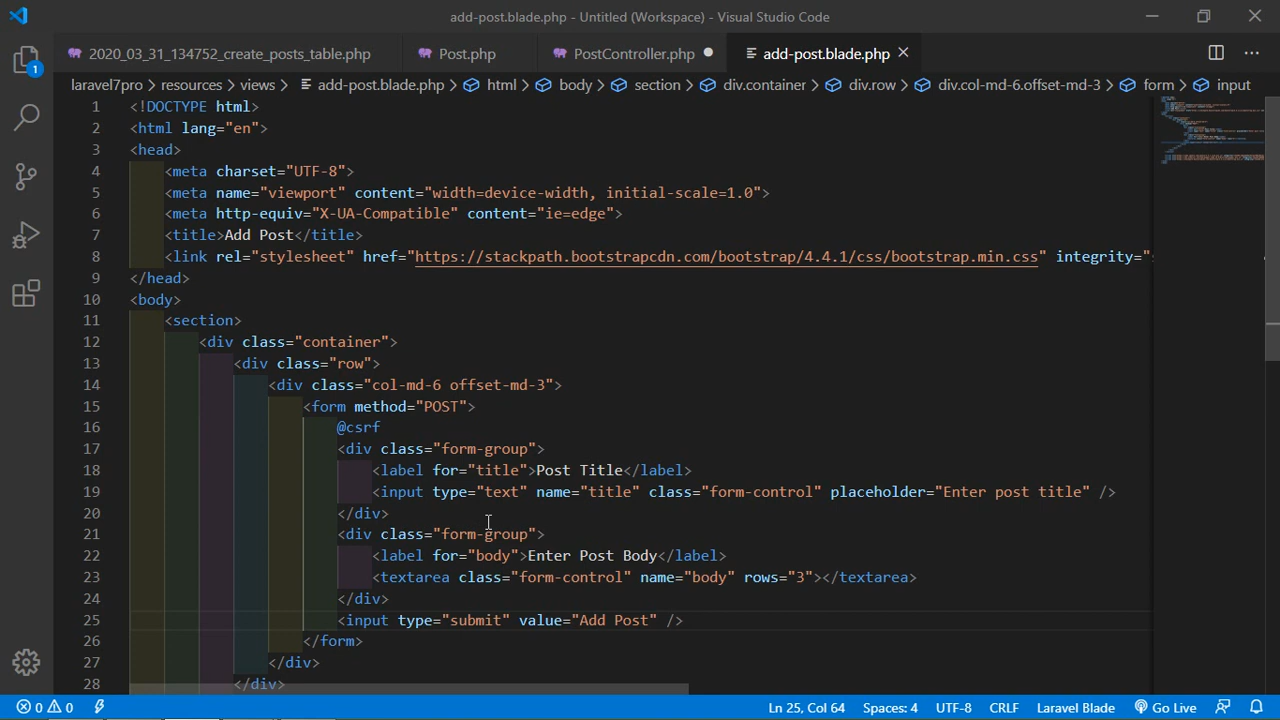 add-post.blade.php - Untitled (Workspace) - Visual Studio Code
2020_03_31_134752_create_posts_table.php Post.php PostController.php add-post.blade.php
1
laravel7pro > resources > views > add-post.blade.php > html > body > section > div.container > div.row > div.col-md-6.offset-md-3 > form > input
1 <!DOCTYPE html>
2 <html lang="en">
3 <head>
4 <meta charset="UTF-8">
5 <meta name="viewport" content="width=device-width, initial-scale=1.0">
6 <meta http-equiv="X-UA-Compatible" content="ie=edge">
7 <title>Add Post</title>
8 <link rel="stylesheet" href="https://stackpath.bootstrapcdn.com/bootstrap/4.4.1/css/bootstrap.min.css" integrity="
9 </head>
10 <body>
11 <section>
12 <div class="container">
13 <div class="row">
14 <div class="col-md-6 offset-md-3">
15 <form method="POST">
16 @csrf
17 <div class="form-group">
18 <label for="title">Post Title</label>
19 <input type="text" name="title" class="form-control" placeholder="Enter post title" />
20 </div>
21 <div class="form-group">
22 <label for="body">Enter Post Body</label>
23 <textarea class="form-control" name="body" rows="3"></textarea>
24 </div>
25 <input type="submit" value="Add Post" />
26 </form>
27 </div>
28 </div>
0 0 Ln 25, Col 64 Spaces: 4 UTF-8 CRLF Laravel Blade Go Live